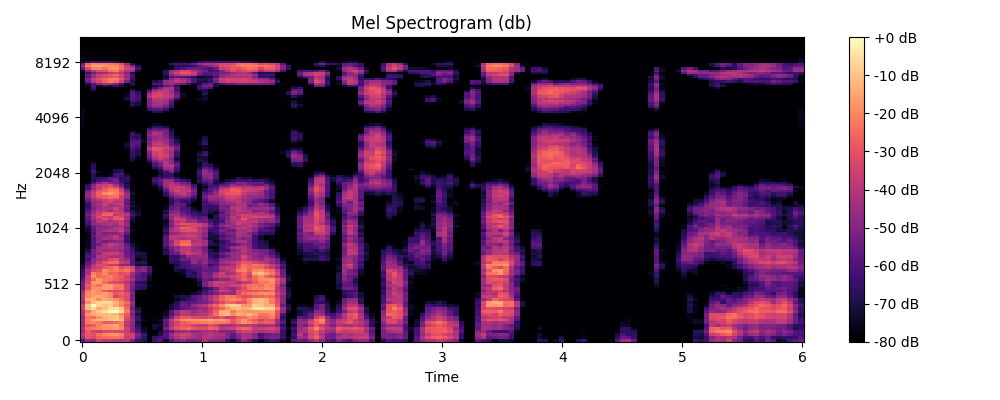 Mel Spectrogram (db)
Hz
8192
4096
2048
1024
512
0
0 1 2 3 4 5 6
Time
+0 dB
-10 dB
-20 dB
-30 dB
-40 dB
-50 dB
-60 dB
-70 dB
-80 dB